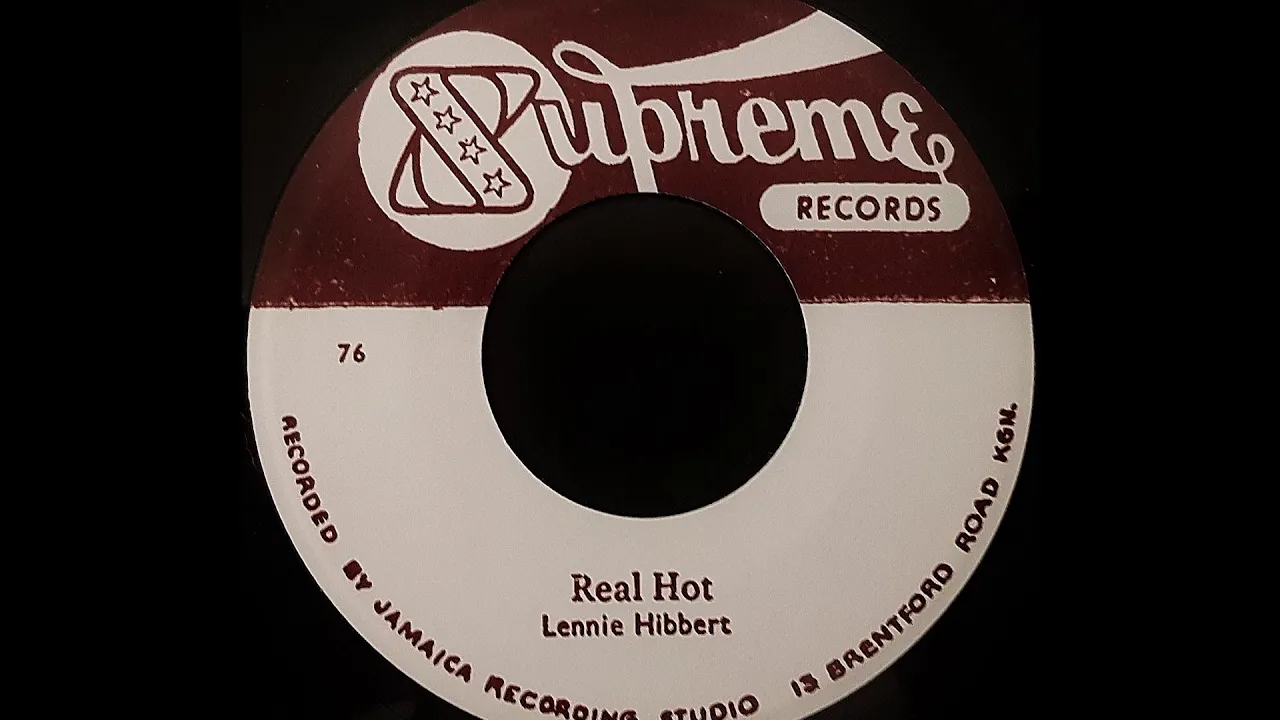 Supreme
RECORDS
76
Real Hot
Lennie Hibbert
RECORDED BY JAMAICA RECORDING STUDIO 13 BRENTFORD ROAD KGN.